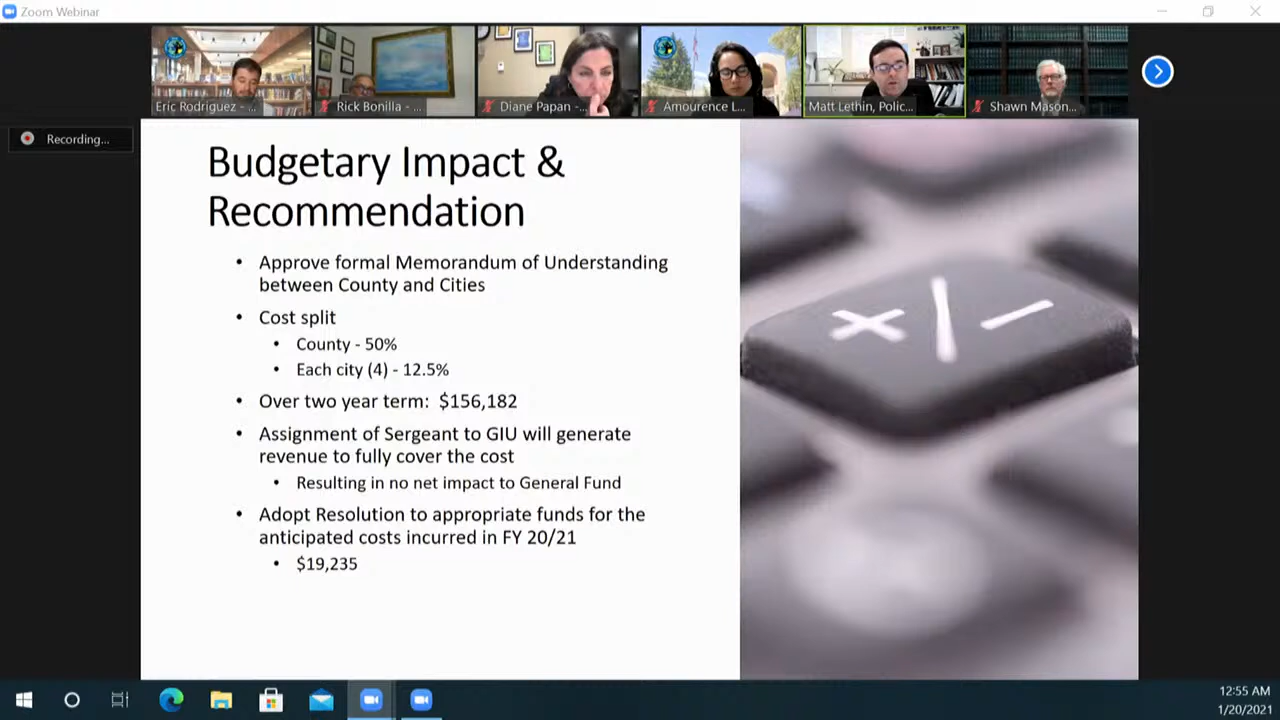 Zoom Webinar
Eric Rodriguez - ...
Rick Bonilla - ...
Diane Papan -...
Amourence L...
Matt Lethin, Polic...
Shawn Mason...
Recording...
Budgetary Impact &
Recommendation
• Approve formal Memorandum of Understanding
between County and Cities
• Cost split
• County - 50%
• Each city (4) - 12.5%
• Over two year term: $156,182
• Assignment of Sergeant to GIU will generate
revenue to fully cover the cost
• Resulting in no net impact to General Fund
• Adopt Resolution to appropriate funds for the
anticipated costs incurred in FY 20/21
• $19,235
+/−
12:55 AM
1/20/2021